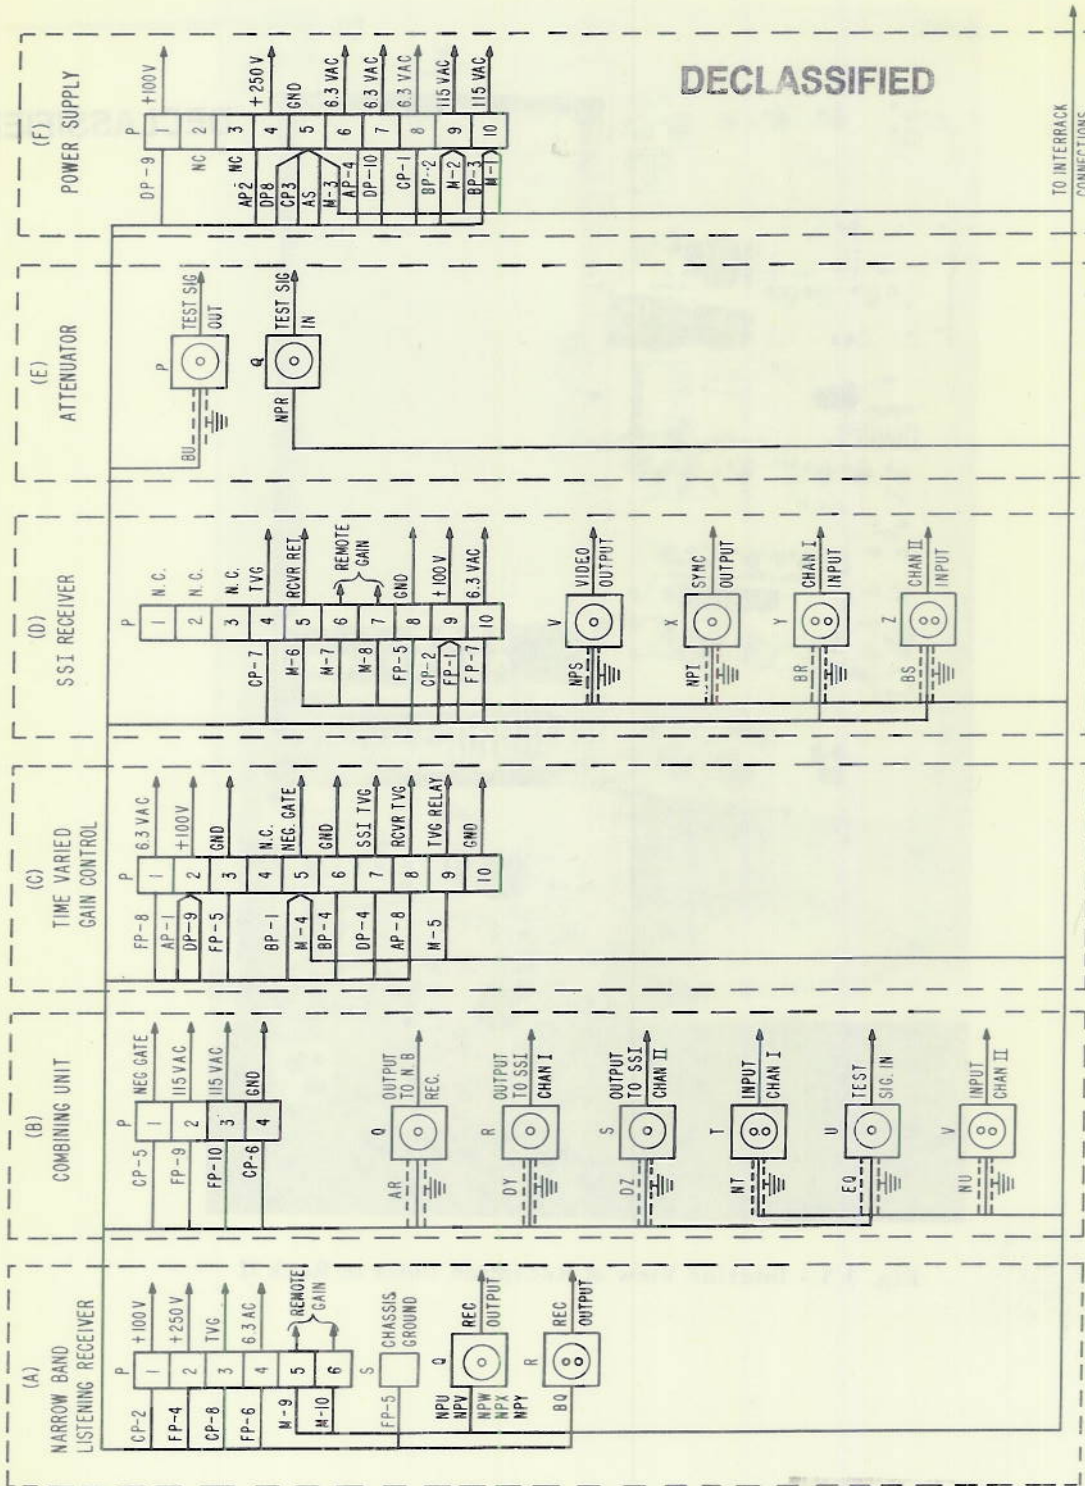 DECLASSIFIED
(A)
NARROW BAND
LISTENING RECEIVER
P
CP-2 1 +100V
FP-4 2 +250V
CP-8 3 TVG
FP-6 4 6.3 AC
M-9 5
M-10 6
REMOTE
GAIN
S
FP-5
CHASSIS
GROUND
Q
NPU
NPV
NPW
NPX
NPY
REC
OUTPUT
R
BQ
REC
OUTPUT
(B)
COMBINING UNIT
P
CP-5 1 NEG GATE
FP-9 2 115 VAC
FP-10 3 115 VAC
CP-6 4 GND
Q
AR
OUTPUT
TO N. B
REC.
R
DY
OUTPUT
TO SSI
CHAN I
S
DZ
OUTPUT
TO SSI
CHAN II
T
NT
INPUT
CHAN I
U
EQ
TEST
SIG. IN
V
NU
INPUT
CHAN II
(C)
TIME VARIED
GAIN CONTROL
P
FP-8 1 6.3 VAC
AP-1 2 +100V
DP-9
FP-5 3 GND
4 N.C.
BP-1 5 NEG. GATE
M-4
BP-4 6 GND
DP-4 7 SSI TVG
AP-8 8 RCVR TVG
M-5 9 TVG RELAY
10 GND
(D)
SSI RECEIVER
P
1 N. C.
2 N. C.
3 N. C.
CP-7 4 TVG
M-6 5 RCVR RET.
M-7 6
M-8 7
REMOTE
GAIN
FP-5 8 GND
CP-2 9 +100V
FP-1
FP-7 10 6.3 VAC
V
NPS
VIDEO
OUTPUT
X
NPT
SYNC
OUTPUT
Y
BR
CHAN I
INPUT
Z
BS
CHAN II
INPUT
(E)
ATTENUATOR
P
BU
TEST SIG
OUT
Q
NPR
TEST SIG
IN
(F)
POWER SUPPLY
P
DP-9 1 +100V
NC 2
NC 3
AP2 4 +250V
DP8
CP3 5 GND
AS
M-3
AP-4 6 6.3 VAC
DP-10 7 6.3 VAC
CP-1 8 6.3 VAC
BP-2 9 115 VAC
M-2
BP-3 10 115 VAC
M-1
TO INTERRACK
CONNECTIONS